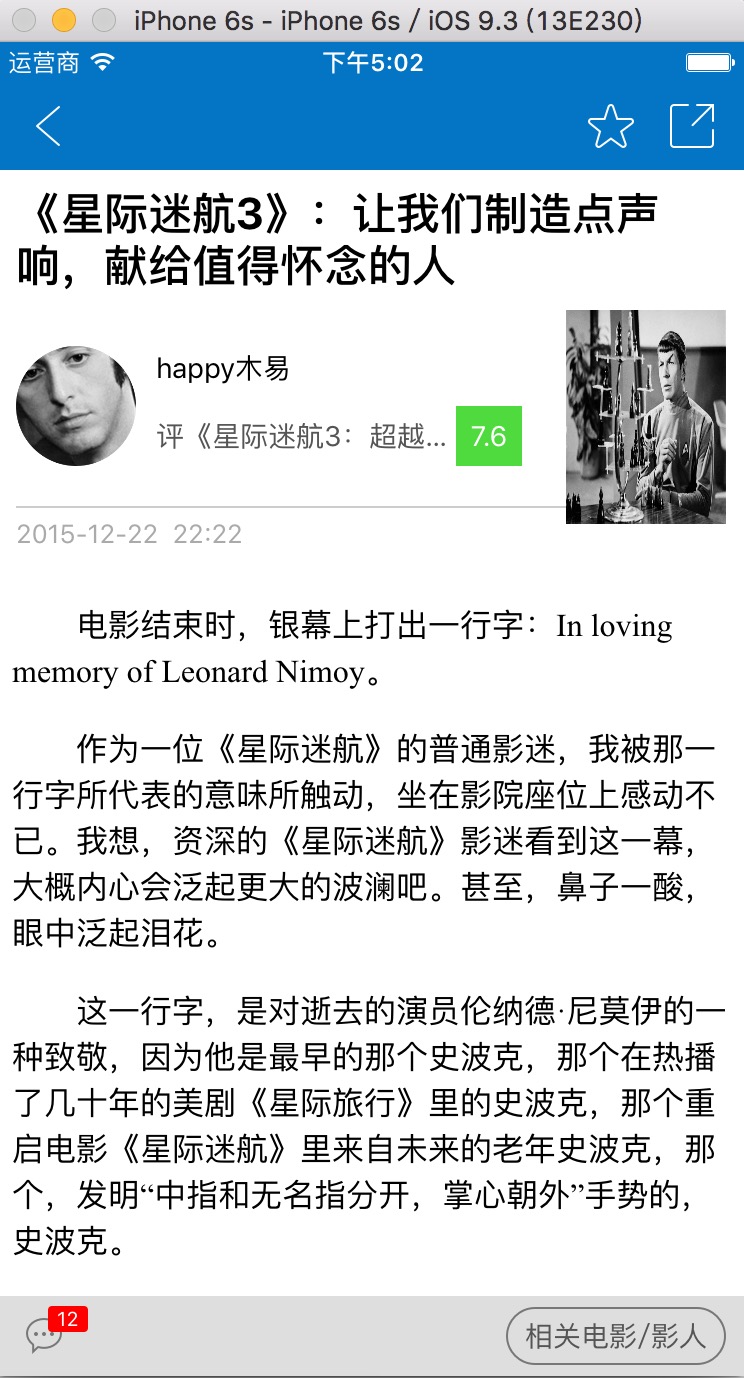 iPhone 6s - iPhone 6s / iOS 9.3 (13E230)
运营商 下午5:02
《星际迷航3》：让我们制造点声
响，献给值得怀念的人
happy木易
评《星际迷航3：超越... 7.6
2015-12-22 22:22
电影结束时，银幕上打出一行字：In loving
memory of Leonard Nimoy。
作为一位《星际迷航》的普通影迷，我被那一
行字所代表的意味所触动，坐在影院座位上感动不
已。我想，资深的《星际迷航》影迷看到这一幕，
大概内心会泛起更大的波澜吧。甚至，鼻子一酸，
眼中泛起泪花。
这一行字，是对逝去的演员伦纳德·尼莫伊的一
种致敬，因为他是最早的那个史波克，那个在热播
了几十年的美剧《星际旅行》里的史波克，那个重
启电影《星际迷航》里来自未来的老年史波克，那
个，发明“中指和无名指分开，掌心朝外”手势的，
史波克。
12
相关电影/影人